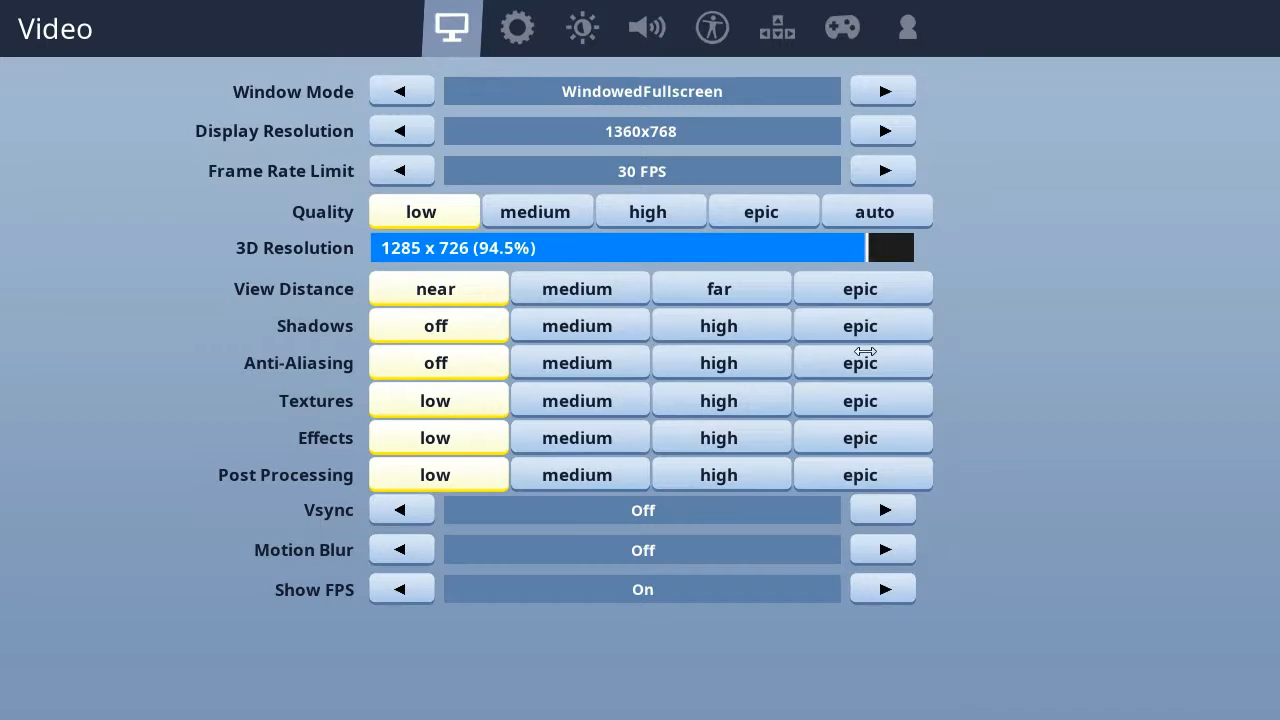 Video
Window Mode ◄ WindowedFullscreen ►
Display Resolution ◄ 1360x768 ►
Frame Rate Limit ◄ 30 FPS ►
Quality low medium high epic auto
3D Resolution 1285 x 726 (94.5%)
View Distance near medium far epic
Shadows off medium high epic
Anti-Aliasing off medium high epic
Textures low medium high epic
Effects low medium high epic
Post Processing low medium high epic
Vsync ◄ Off ►
Motion Blur ◄ Off ►
Show FPS ◄ On ►